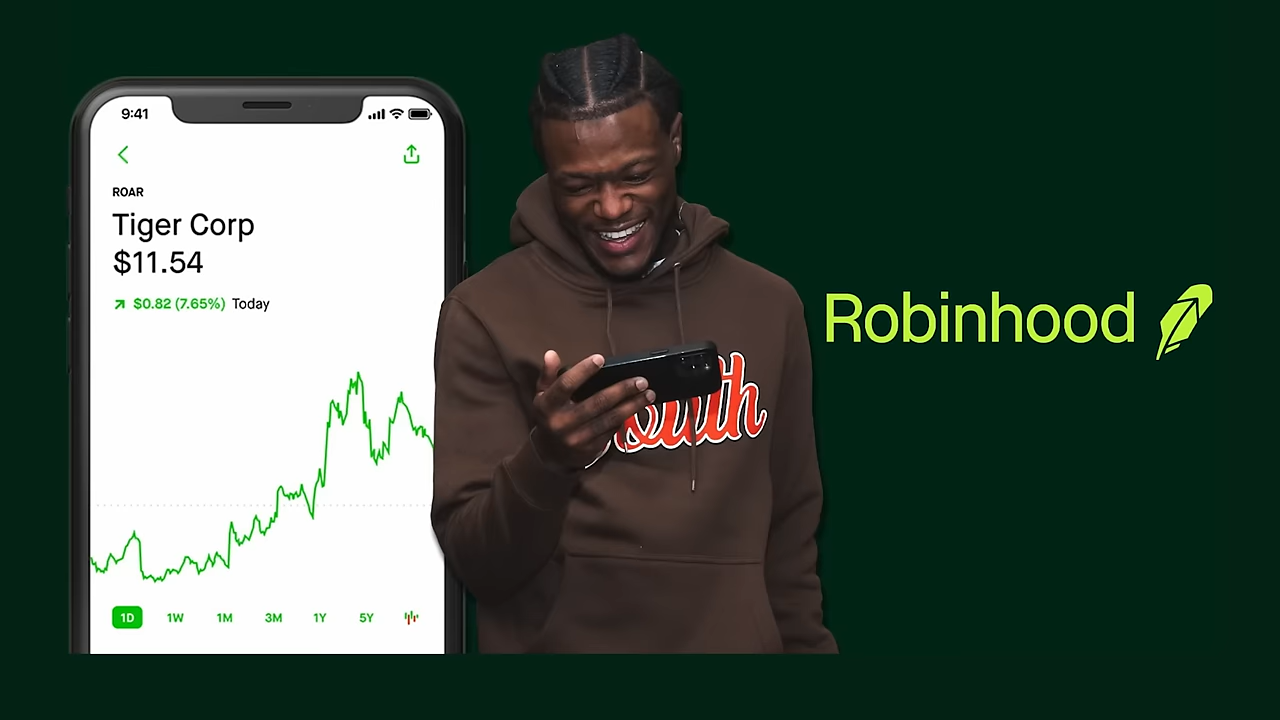 9:41
ROAR
Tiger Corp
$11.54
$0.82 (7.65%) Today
1D 1W 1M 3M 1Y 5Y
Robinhood